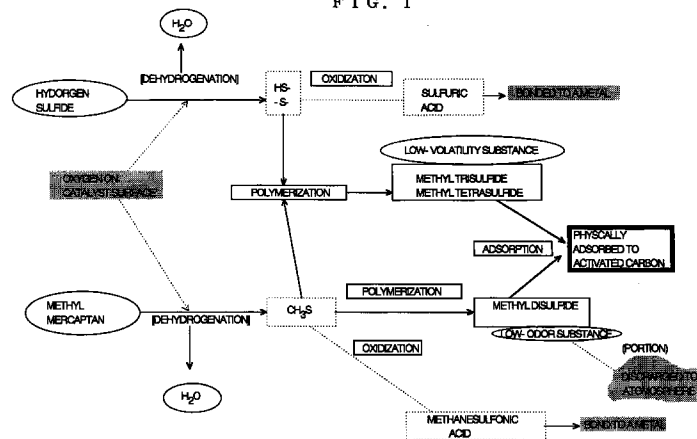 FIG. 1
H₂O
[DEHYDROGENATION]
HYDORGEN
SULFIDE
HS-
-S-
OXIDIZATON
SULFURIC
ACID
BONDED TO A METAL
LOW- VOLATILITY SUBSTANCE
OXYGEN ON
CATALYST SURFACE
POLYMERIZATION
METHYL TRISULFIDE
METHYL TETRASULFIDE
ADSORPTION
PHYSCALLY
ADSORBED TO
ACTIVATED CARBON
METHYL
MERCAPTAN
[DEHYDROGENATION]
CH₃S
POLYMERIZATION
METHYL DISULFIDE
LOW- ODOR SUBSTANCE
OXIDIZATION
(PORTION)
DISCHARGED TO
ATOMOSPHERE
H₂O
METHANESULFONIC
ACID
BOND TO A METAL